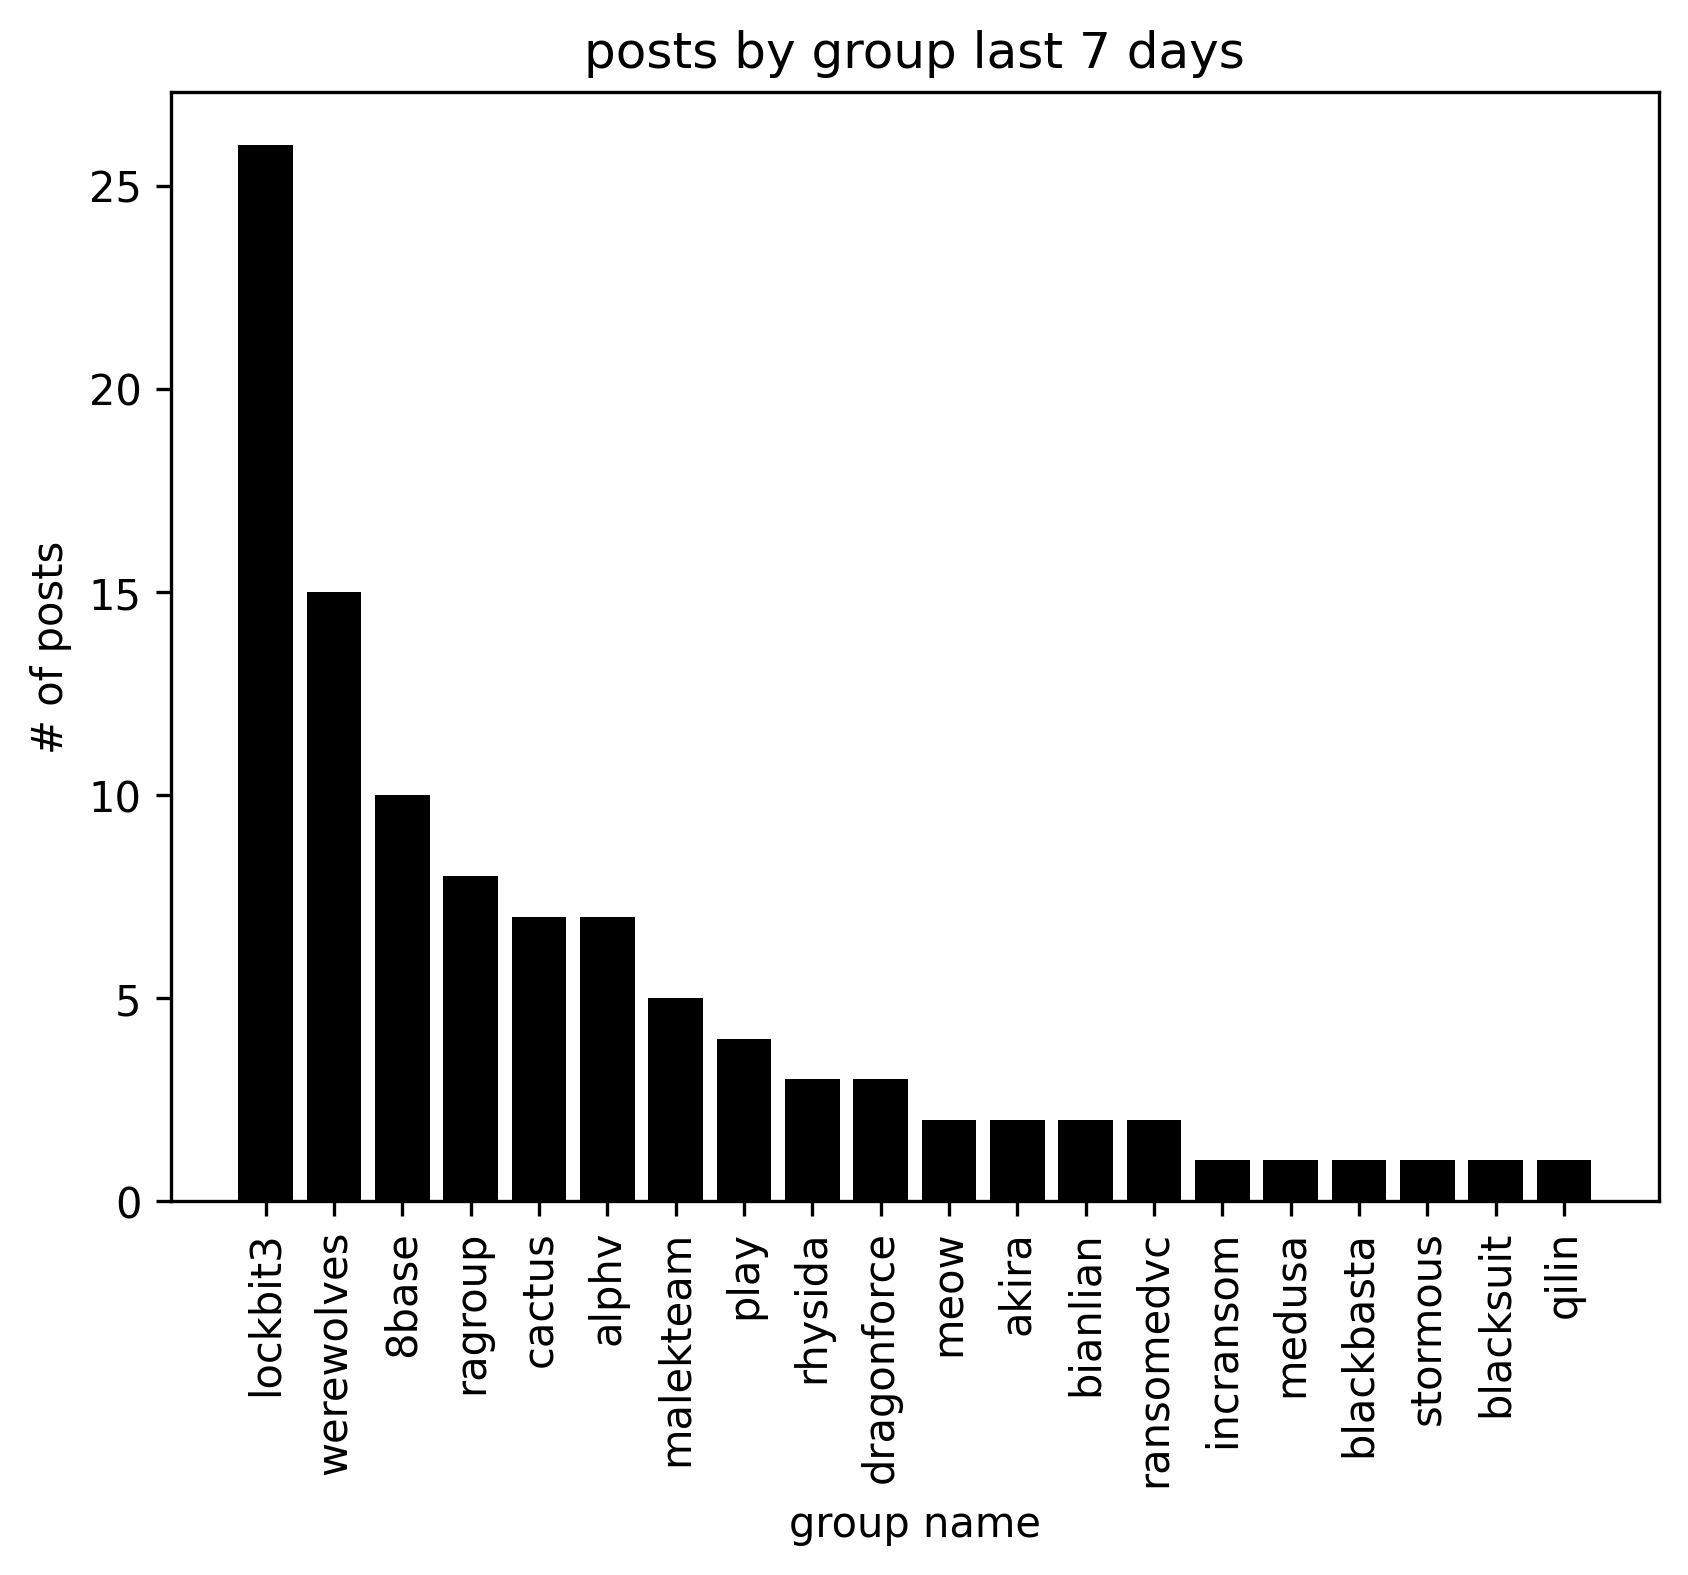 posts by group last 7 days
# of posts
25
20
15
10
5
0
lockbit3
werewolves
8base
ragroup
cactus
alphv
malekteam
play
rhysida
dragonforce
meow
akira
bianlian
ransomedvc
incransom
medusa
blackbasta
stormous
blacksuit
qilin
group name